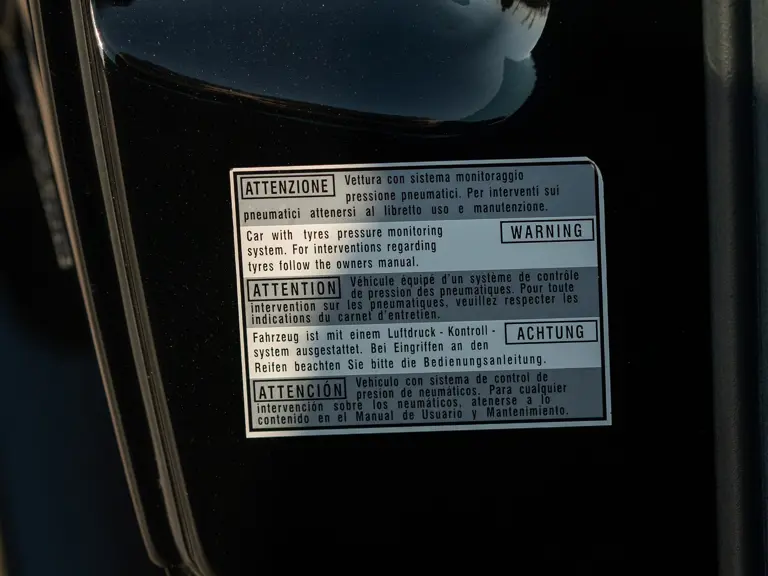 ATTENZIONE Vettura con sistema monitoraggio
pressione pneumatici. Per interventi sui
pneumatici attenersi al libretto uso e manutenzione.
Car with tyres pressure monitoring WARNING
system. For interventions regarding
tyres follow the owners manual.
ATTENTION Véhicule équipé d'un système de contrôle
de pression des pneumatiques. Pour toute
intervention sur les pneumatiques, veuillez respecter les
indications du carnet d'entretien.
Fahrzeug ist mit einem Luftdruck - Kontroll - ACHTUNG
system ausgestattet. Bei Eingriffen an den
Reifen beachten Sie bitte die Bedienungsanleitung.
ATTENCIÓN Vehiculo con sistema de control de
presion de neumáticos. Para cualquier
intervención sobre los neumáticos, atenerse a lo
contenido en el Manual de Usuario y Mantenimiento.